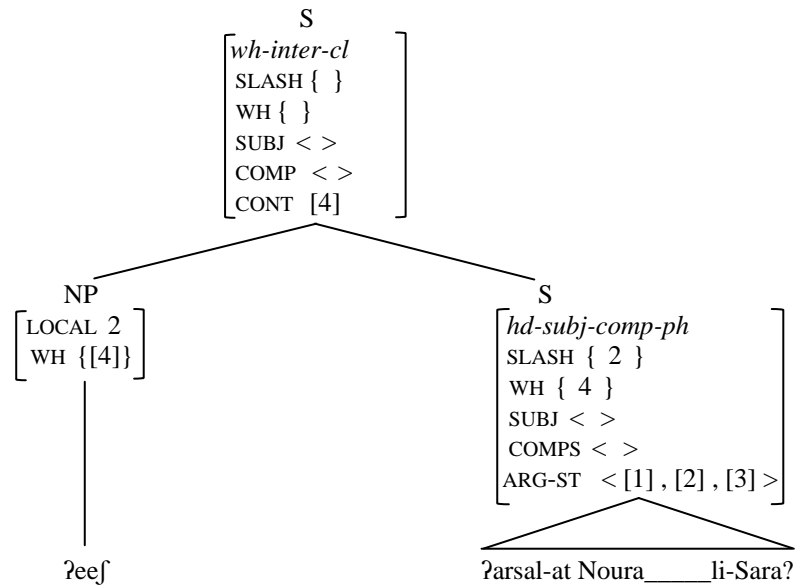 S
wh-inter-cl
SLASH { }
WH { }
SUBJ < >
COMP < >
CONT [4]
NP
LOCAL 2
WH {[4]}
S
hd-subj-comp-ph
SLASH { 2 }
WH { 4 }
SUBJ < >
COMPS < >
ARG-ST <[1] , [2] , [3] >
ʔeeʃ
ʔarsal-at Noura_____li-Sara?